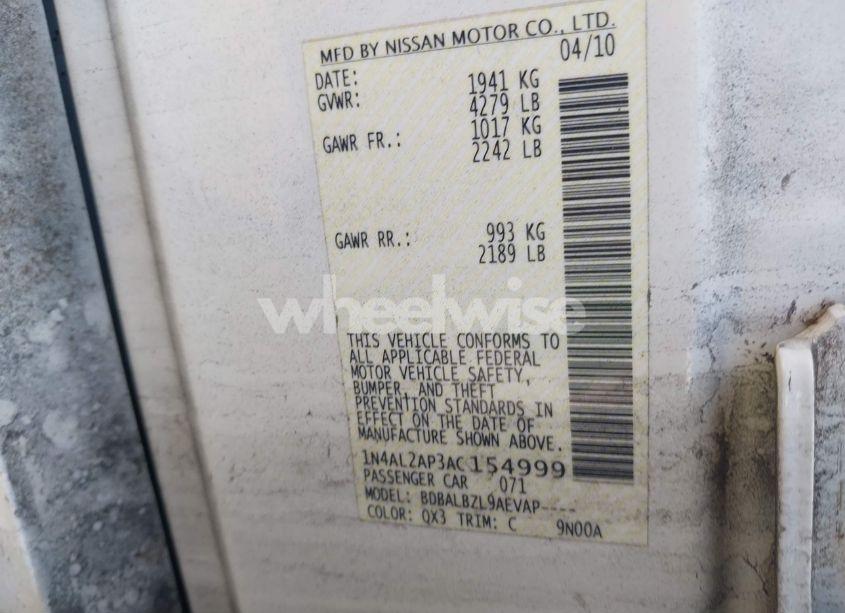 MFD BY NISSAN MOTOR CO., LTD.
DATE: 04/10
GVWR: 1941 KG
4279 LB
GAWR FR.: 1017 KG
2242 LB
GAWR RR.: 993 KG
2189 LB
wheelwise
THIS VEHICLE CONFORMS TO
ALL APPLICABLE FEDERAL
MOTOR VEHICLE SAFETY,
BUMPER, AND THEFT
PREVENTION STANDARDS IN
EFFECT ON THE DATE OF
MANUFACTURE SHOWN ABOVE.
1N4AL2AP3AC154999
PASSENGER CAR 071
MODEL: BDBALBZL9AEVAP----
COLOR: QX3 TRIM: C 9N00A